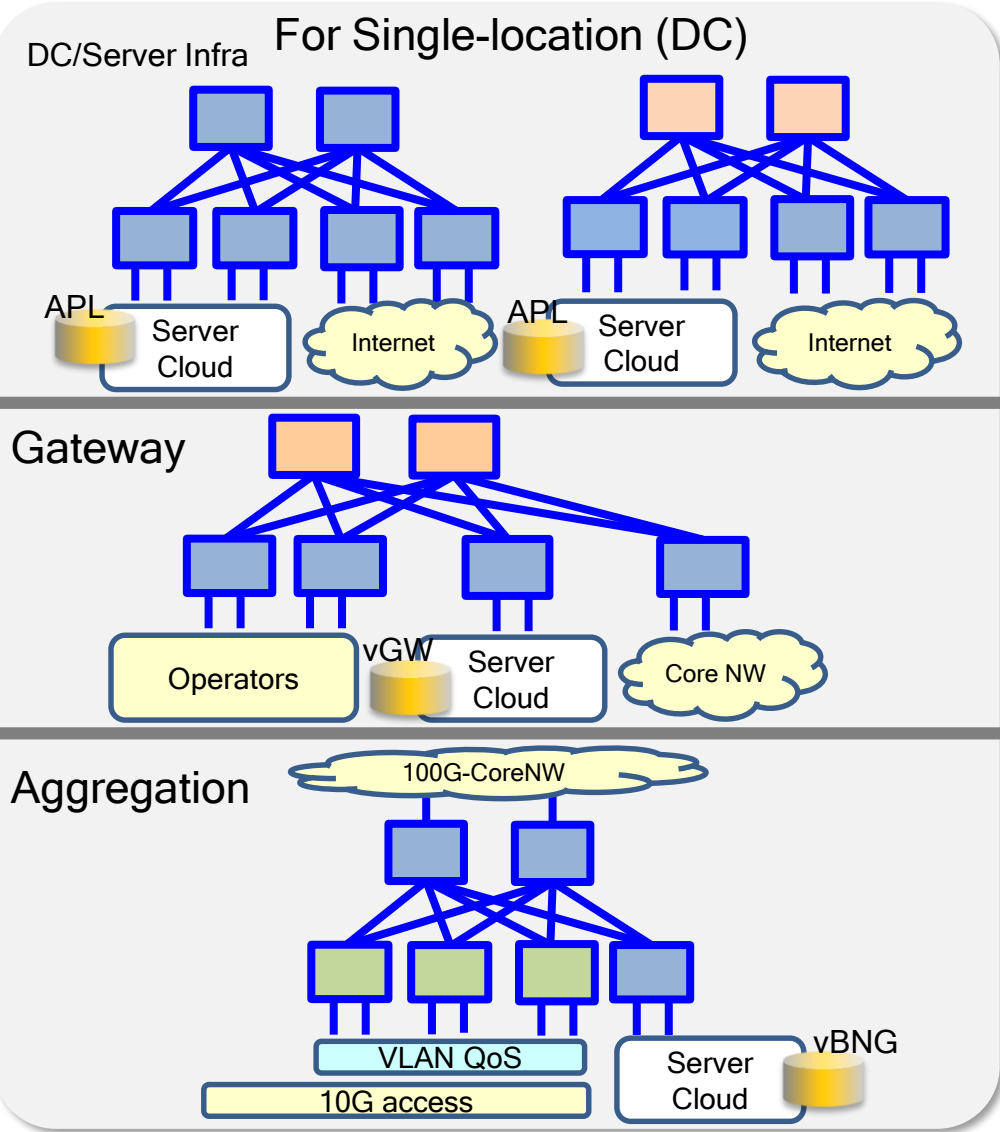 For Single-location (DC)
DC/Server Infra
APL
Server
Cloud
Internet
APL
Server
Cloud
Internet
Gateway
Operators
vGW
Server
Cloud
Core NW
Aggregation
100G-CoreNW
VLAN QoS
10G access
Server
Cloud
vBNG